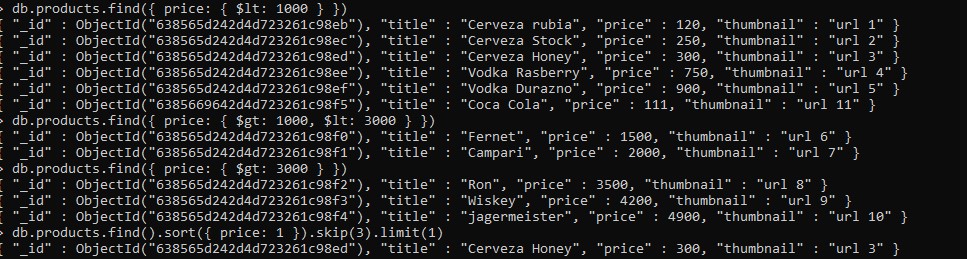 > db.products.find({ price: { $lt: 1000 } })
{ "_id" : ObjectId("638565d242d4d723261c98eb"), "title" : "Cerveza rubia", "price" : 120, "thumbnail" : "url 1" }
{ "_id" : ObjectId("638565d242d4d723261c98ec"), "title" : "Cerveza Stock", "price" : 250, "thumbnail" : "url 2" }
{ "_id" : ObjectId("638565d242d4d723261c98ed"), "title" : "Cerveza Honey", "price" : 300, "thumbnail" : "url 3" }
{ "_id" : ObjectId("638565d242d4d723261c98ee"), "title" : "Vodka Rasberry", "price" : 750, "thumbnail" : "url 4" }
{ "_id" : ObjectId("638565d242d4d723261c98ef"), "title" : "Vodka Durazno", "price" : 900, "thumbnail" : "url 5" }
{ "_id" : ObjectId("6385669642d4d723261c98f5"), "title" : "Coca Cola", "price" : 111, "thumbnail" : "url 11" }
> db.products.find({ price: { $gt: 1000, $lt: 3000 } })
{ "_id" : ObjectId("638565d242d4d723261c98f0"), "title" : "Fernet", "price" : 1500, "thumbnail" : "url 6" }
{ "_id" : ObjectId("638565d242d4d723261c98f1"), "title" : "Campari", "price" : 2000, "thumbnail" : "url 7" }
> db.products.find({ price: { $gt: 3000 } })
{ "_id" : ObjectId("638565d242d4d723261c98f2"), "title" : "Ron", "price" : 3500, "thumbnail" : "url 8" }
{ "_id" : ObjectId("638565d242d4d723261c98f3"), "title" : "Wiskey", "price" : 4200, "thumbnail" : "url 9" }
{ "_id" : ObjectId("638565d242d4d723261c98f4"), "title" : "jagermeister", "price" : 4900, "thumbnail" : "url 10" }
> db.products.find().sort({ price: 1 }).skip(3).limit(1)
{ "_id" : ObjectId("638565d242d4d723261c98ed"), "title" : "Cerveza Honey", "price" : 300, "thumbnail" : "url 3" }